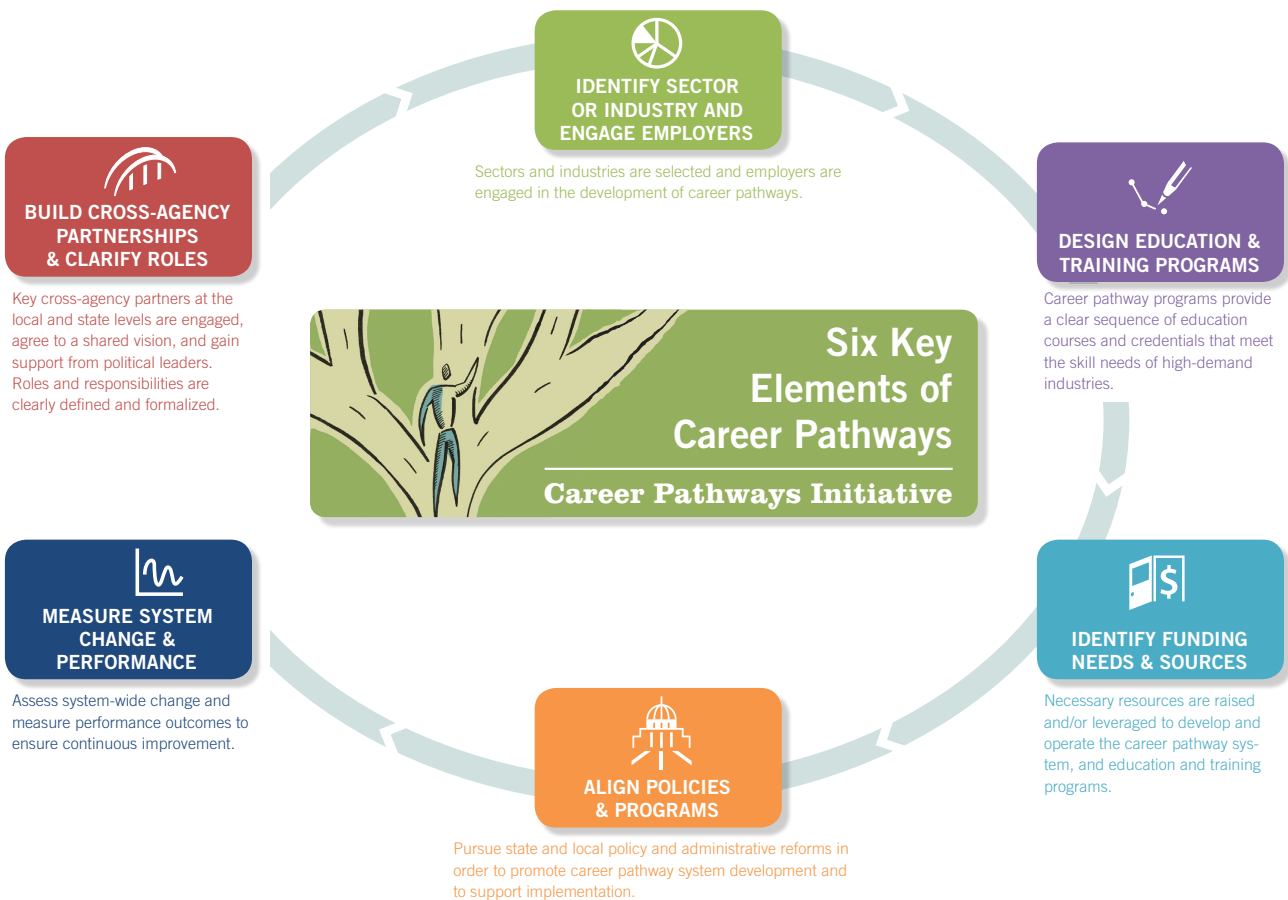 IDENTIFY SECTOR
OR INDUSTRY AND
ENGAGE EMPLOYERS
Sectors and industries are selected and employers are
engaged in the development of career pathways.
BUILD CROSS-AGENCY
PARTNERSHIPS
& CLARIFY ROLES
Key cross-agency partners at the
local and state levels are engaged,
agree to a shared vision, and gain
support from political leaders.
Roles and responsibilities are
clearly defined and formalized.
DESIGN EDUCATION &
TRAINING PROGRAMS
Career pathway programs provide
a clear sequence of education
courses and credentials that meet
the skill needs of high-demand
industries.
Six Key
Elements of
Career Pathways
Career Pathways Initiative
MEASURE SYSTEM
CHANGE &
PERFORMANCE
Assess system-wide change and
measure performance outcomes to
ensure continuous improvement.
$
IDENTIFY FUNDING
NEEDS & SOURCES
Necessary resources are raised
and/or leveraged to develop and
operate the career pathway sys-
tem, and education and training
programs.
ALIGN POLICIES
& PROGRAMS
Pursue state and local policy and administrative reforms in
order to promote career pathway system development and
to support implementation.